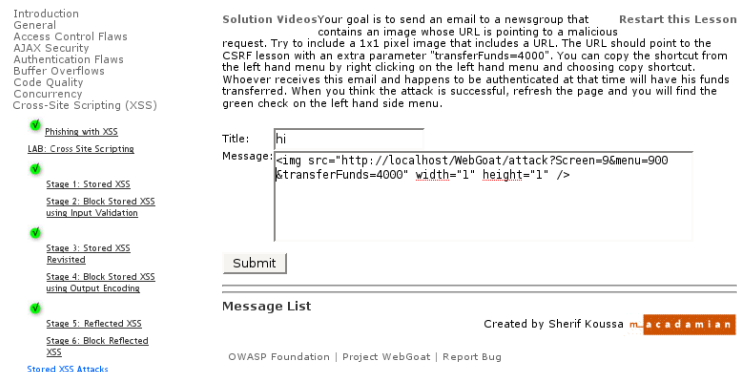 Introduction
General
Access Control Flaws
AJAX Security
Authentication Flaws
Buffer Overflows
Code Quality
Concurrency
Cross-Site Scripting (XSS)
Phishing with XSS
LAB: Cross Site Scripting
Stage 1: Stored XSS
Stage 2: Block Stored XSS
using Input Validation
Stage 3: Stored XSS
Revisited
Stage 4: Block Stored XSS
using Output Encoding
Stage 5: Reflected XSS
Stage 6: Block Reflected
XSS
Stored XSS Attacks
Solution Videos
Restart this Lesson
Your goal is to send an email to a newsgroup that
contains an image whose URL is pointing to a malicious
request. Try to include a 1x1 pixel image that includes a URL. The URL should point to the
CSRF lesson with an extra parameter "transferFunds=4000". You can copy the shortcut from
the left hand menu by right clicking on the left hand menu and choosing copy shortcut.
Whoever receives this email and happens to be authenticated at that time will have his funds
transferred. When you think the attack is successful, refresh the page and you will find the
green check on the left hand side menu.
Title: hi
Message: <img src="http://localhost/WebGoat/attack?Screen=9&menu=900
&transferFunds=4000" width="1" height="1" />
Submit
Message List
Created by Sherif Koussa macadamian
OWASP Foundation | Project WebGoat | Report Bug